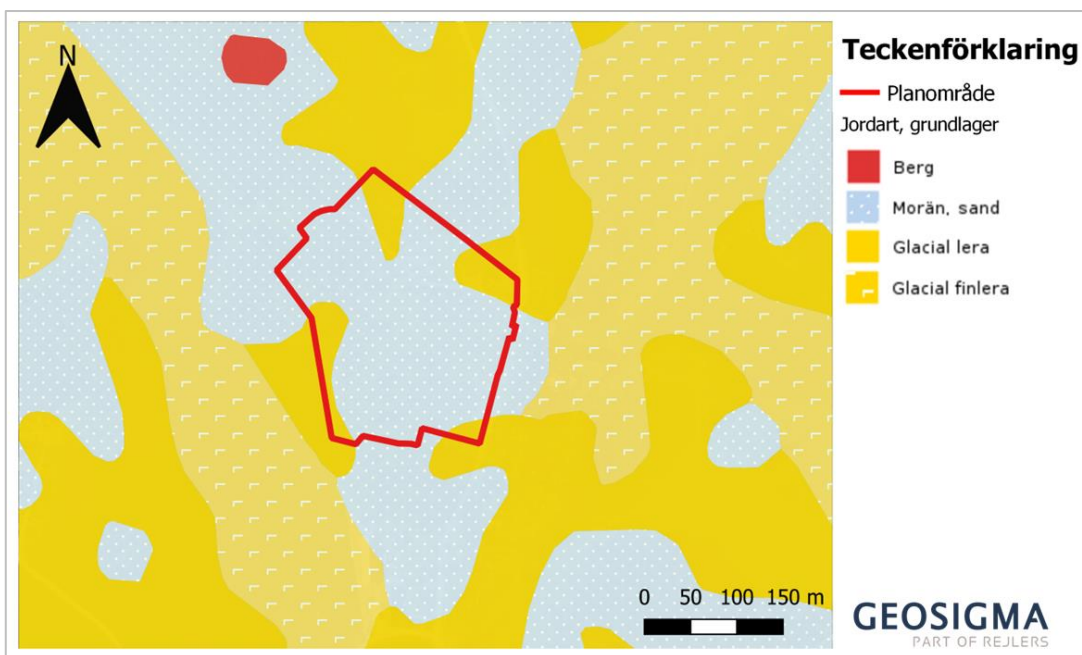 N
Teckenförklaring
Planområde
Jordart, grundlager
Berg
Morän, sand
Glacial lera
Glacial finlera
0 50 100 150 m
GEOSIGMA
PART OF REJLERS